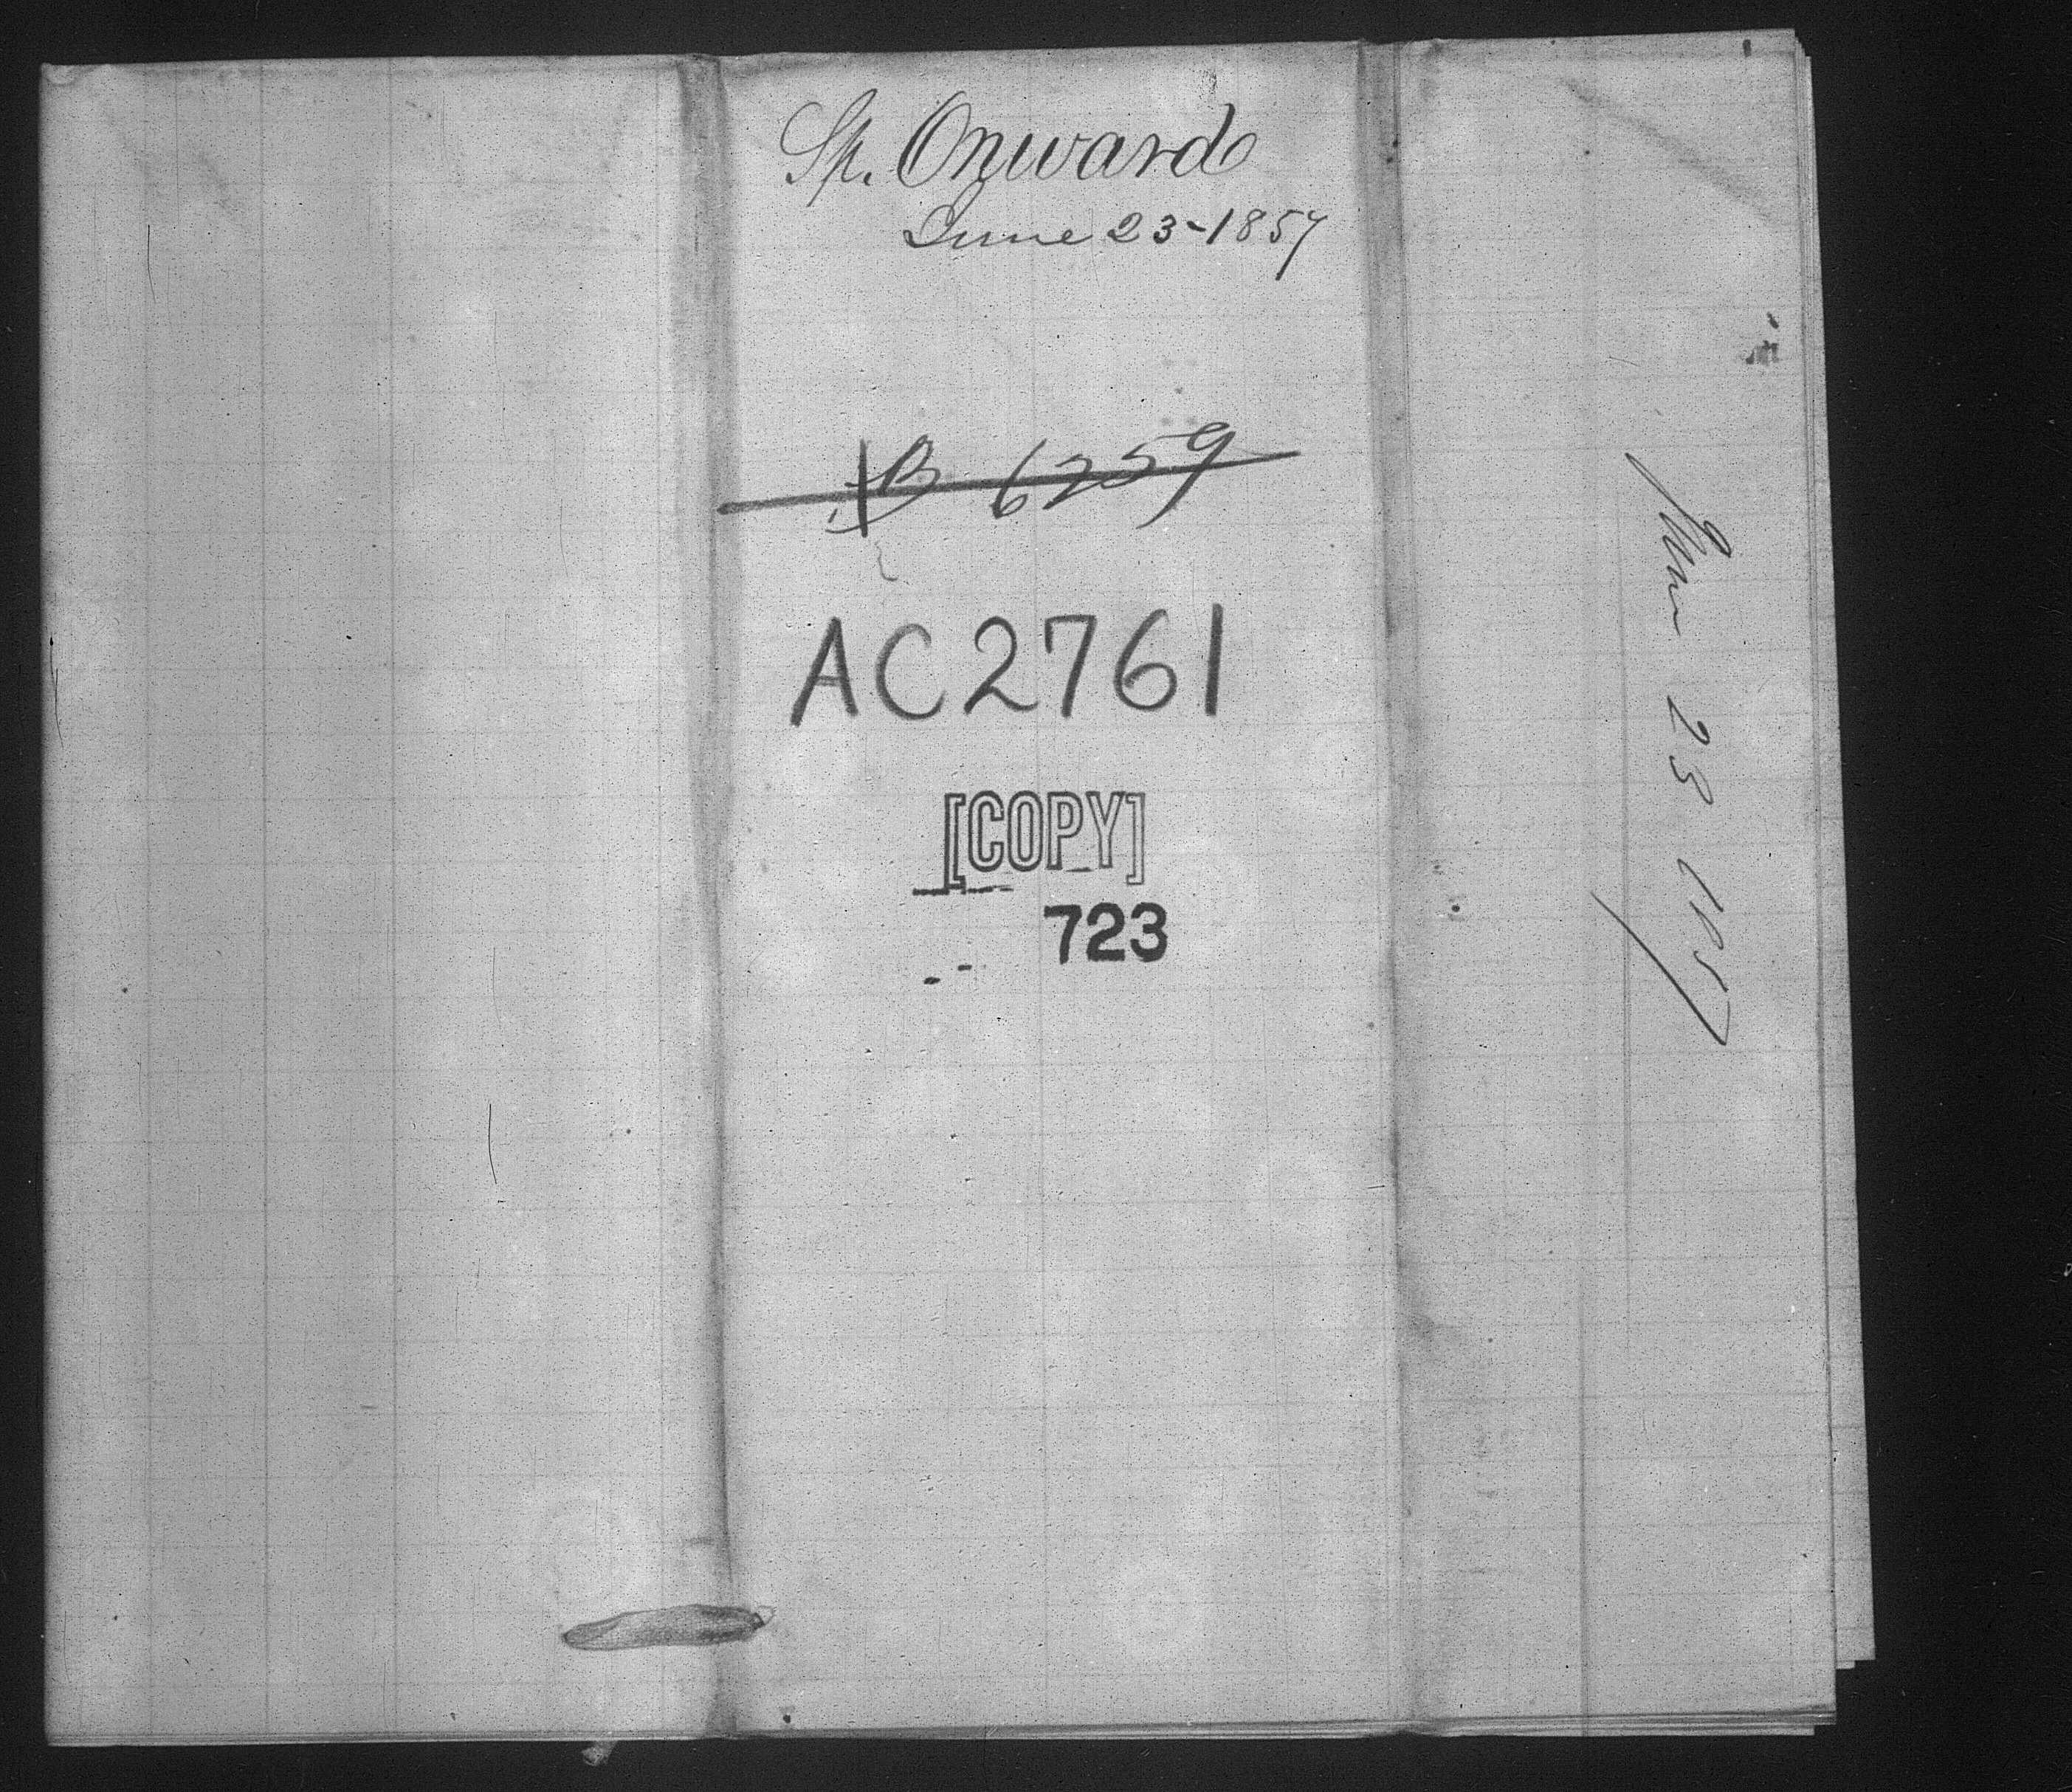 Sp. Onward
June 23-1857
B 6259
AC2761
[COPY]
723
June 23 1857